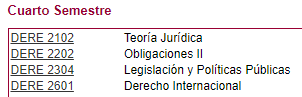 Cuarto Semestre
DERE 2102 Teoría Jurídica
DERE 2202 Obligaciones II
DERE 2304 Legislación y Políticas Públicas
DERE 2601 Derecho Internacional